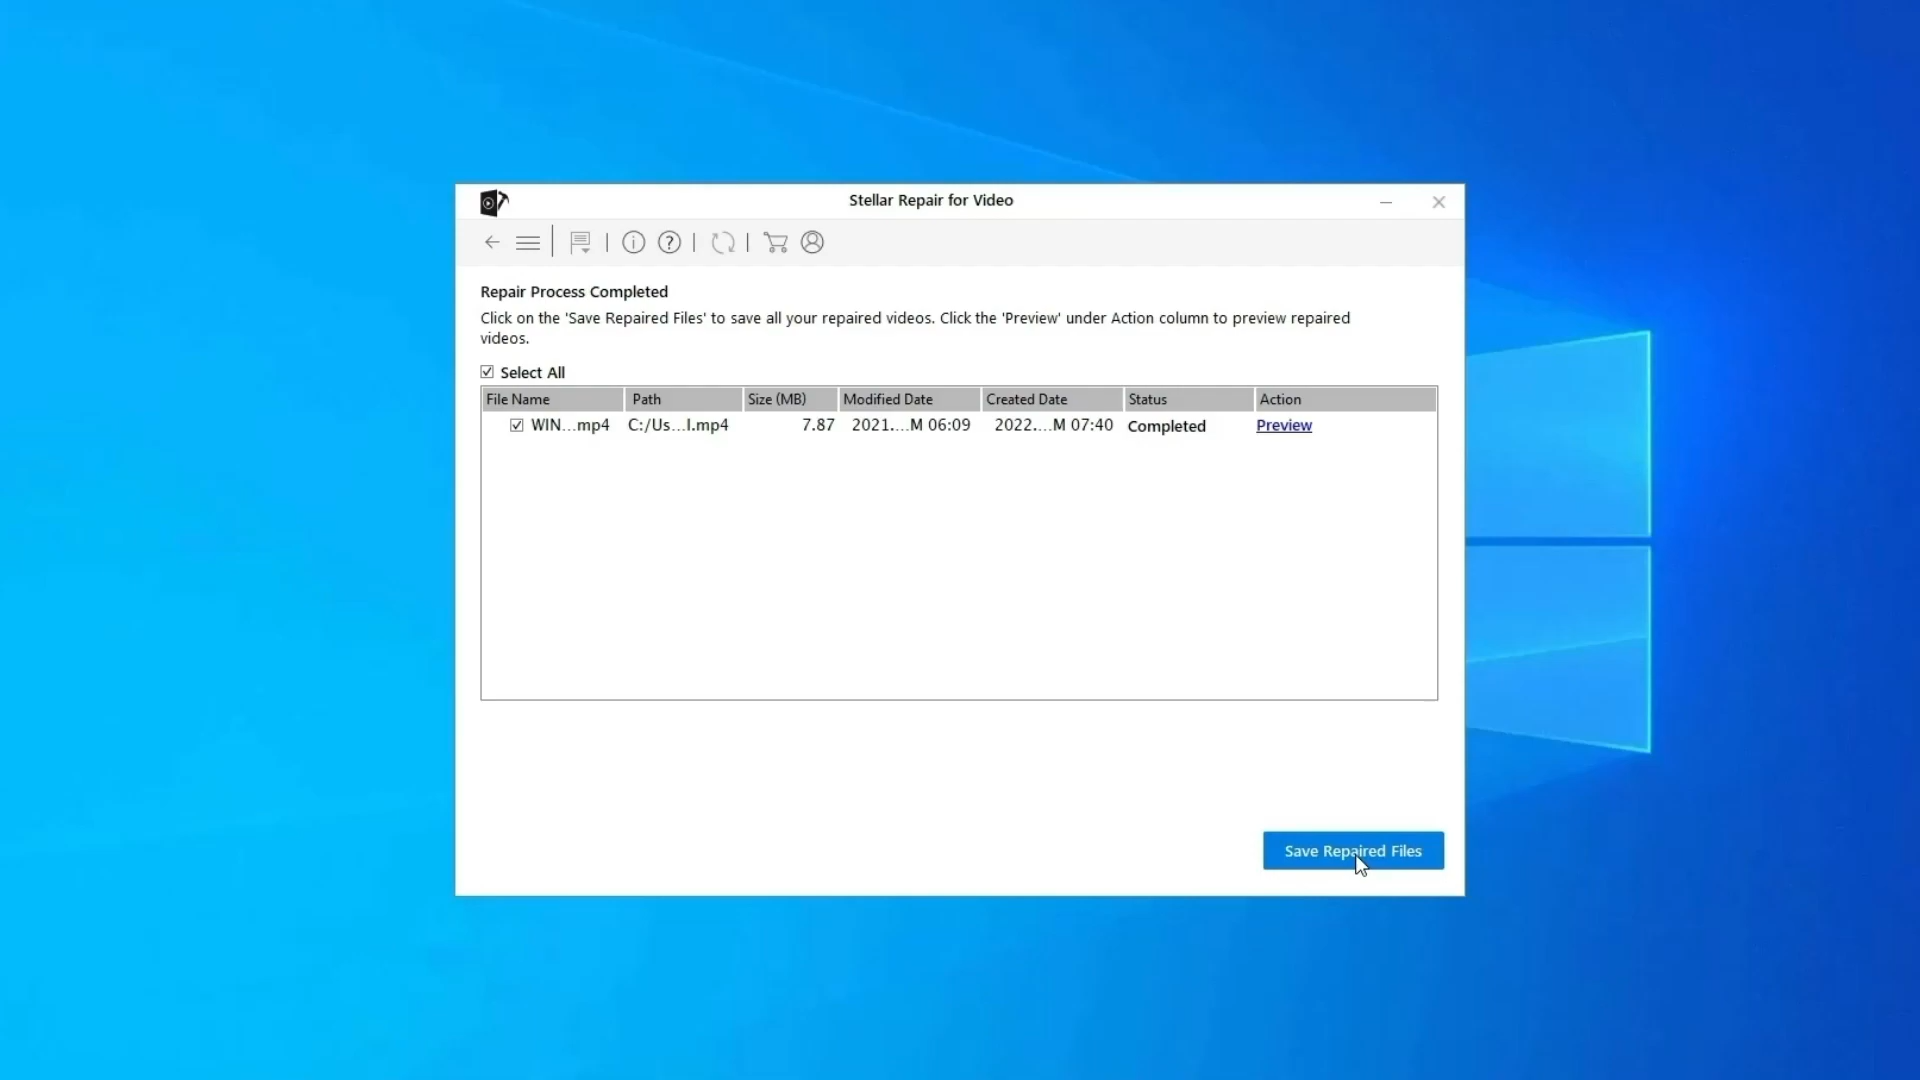 Stellar Repair for Video
Repair Process Completed
Click on the 'Save Repaired Files' to save all your repaired videos. Click the 'Preview' under Action column to preview repaired
videos.
Select All
File Name Path Size (MB) Modified Date Created Date Status Action
WIN...mp4 C:/Us...I.mp4 7.87 2021....M 06:09 2022....M 07:40 Completed Preview
Save Repaired Files